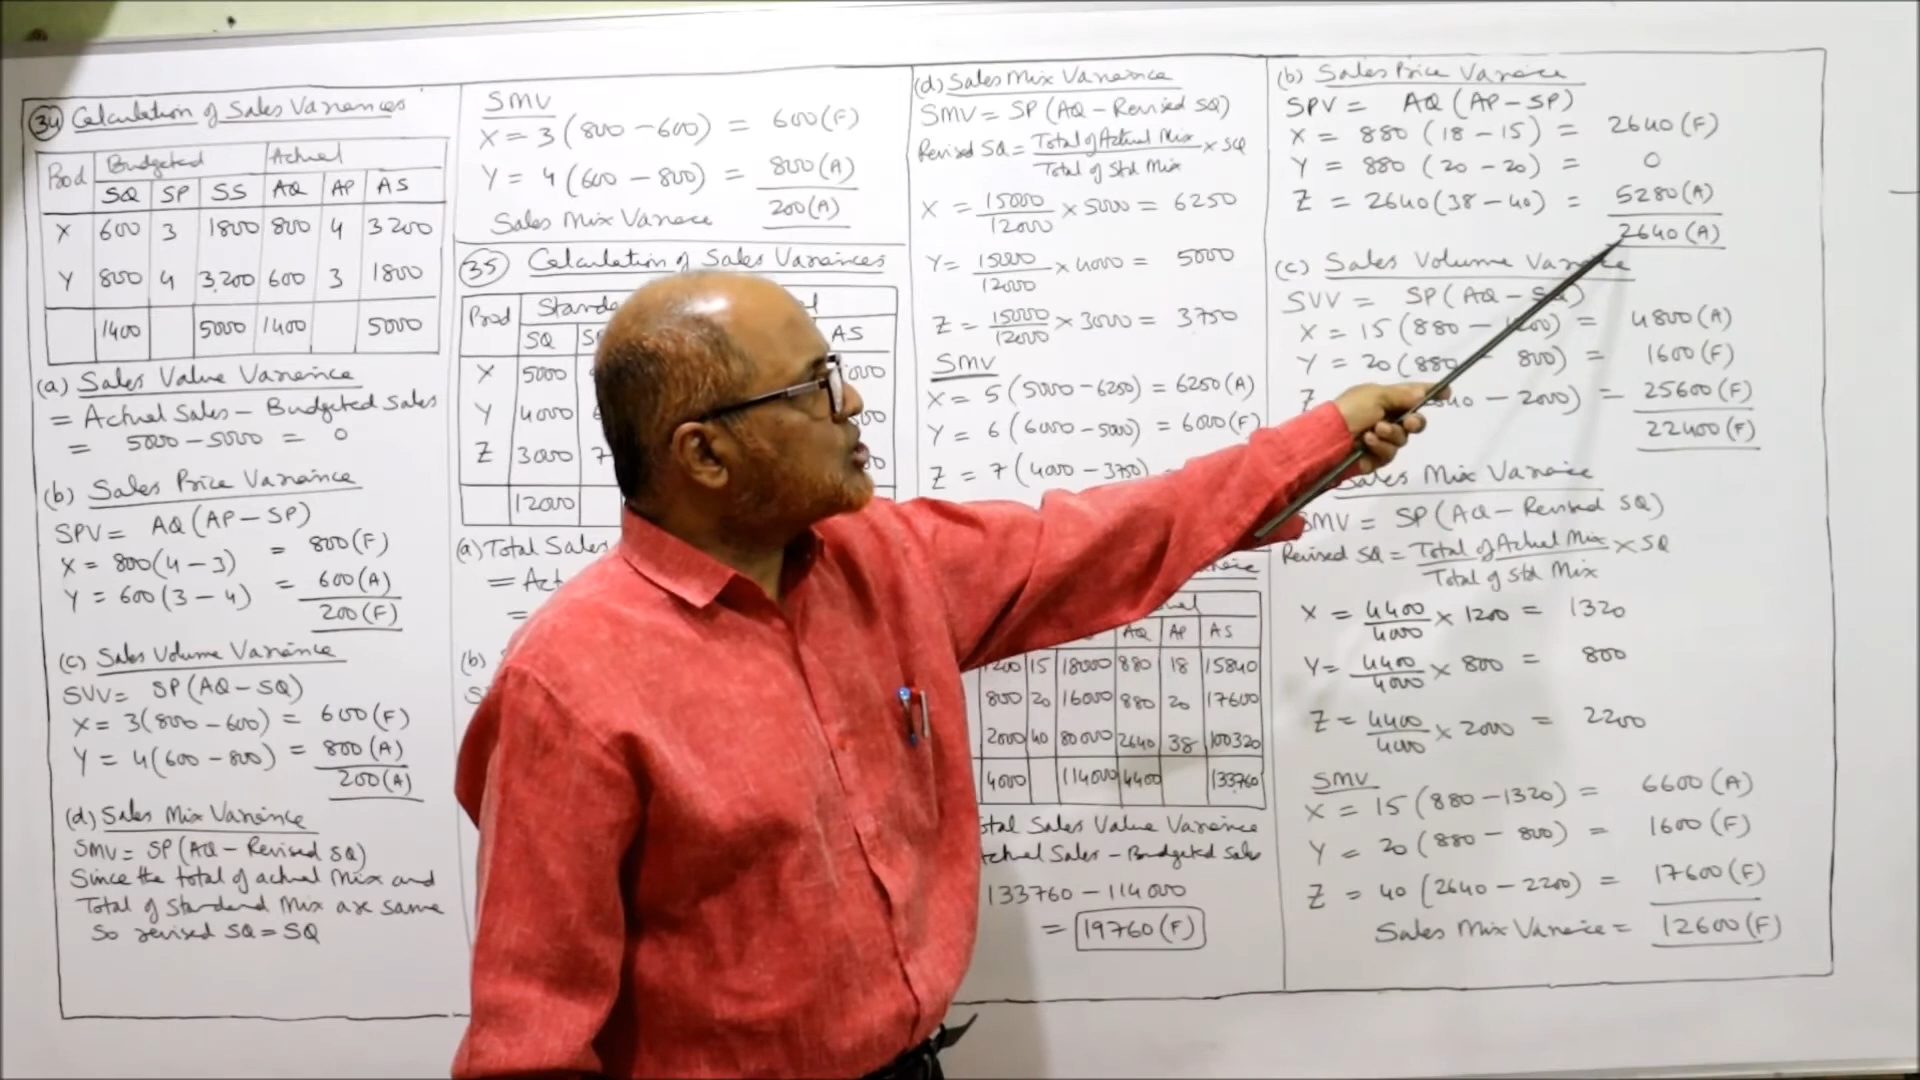 34 Calculation of Sales Variances
Prod Budgeted Actual
SQ SP SS AQ AP AS
X 600 3 1800 800 4 3200
Y 800 4 3,200 600 3 1800
1400 5000 1400 5000
(a) Sales Value Variance
= Actual Sales - Budgeted Sales
= 5000 - 5000 = 0
(b) Sales Price Variance
SPV = AQ (AP - SP)
X = 800(4 - 3) = 800(F)
Y = 600(3 - 4) = 600(A)
200(F)
(c) Sales Volume Variance
SVV = SP(AQ - SQ)
X = 3(800 - 600) = 600(F)
Y = 4(600 - 800) = 800(A)
200(A)
(d) Sales Mix Variance
SMV = SP(AQ - Revised SQ)
Since the total of actual Mix and
Total of Standard Mix are same
So revised SQ = SQ
SMV
X = 3 (800 - 600) = 600(F)
Y = 4 (600 - 800) = 800(A)
Sales Mix Variance 200(A)
35 Calculation of Sales Variances
Prod
SQ AS
X 5000
Y 4000
Z 3000 7
12000
(a) Total Sales
=
=
(b)
(d) Sales Mix Variance
SMV = SP (AQ - Revised SQ)
Revised SQ = Total of Actual Mix / Total of Std Mix × SQ
X = 15000/12000 × 5000 = 6250
Y = 15000/12000 × 4000 = 5000
Z = 15000/12000 × 3000 = 3750
SMV
X = 5 (5000 - 6250) = 6250(A)
Y = 6 (6000 - 5000) = 6000(F)
Z = 7 (4000 - 3750)
AQ AP AS
1200 15 18000 880 18 15840
800 20 16000 880 20 17600
2000 40 80000 2640 38 100320
4000 114000 4400 133760
Sales Value Variance
Actual Sales - Budgeted Sales
133760 - 114000
= 19760 (F)
(b) Sales Price Variance
SPV = AQ (AP - SP)
X = 880 (18 - 15) = 2640 (F)
Y = 880 (20 - 20) = 0
Z = 2640 (38 - 40) = 5280(A)
2640 (A)
(c) Sales Volume Variance
SVV = SP (AQ - SQ)
X = 15 (880 - 1200) = 4800(A)
Y = 20 (880 - 800) = 1600(F)
Z - 2000) = 25600(F)
22400(F)
Sales Mix Variance
SMV = SP (AQ - Revised SQ)
Revised SQ = Total of Actual Mix / Total of Std Mix × SQ
X = 4400/4000 × 1200 = 1320
Y = 4400/4000 × 800 = 800
Z = 4400/4000 × 2000 = 2200
SMV
X = 15 (880 - 1320) = 6600(A)
Y = 20 (880 - 800) = 1600(F)
Z = 40 (2640 - 2200) = 17600(F)
Sales Mix Variance = 12600(F)